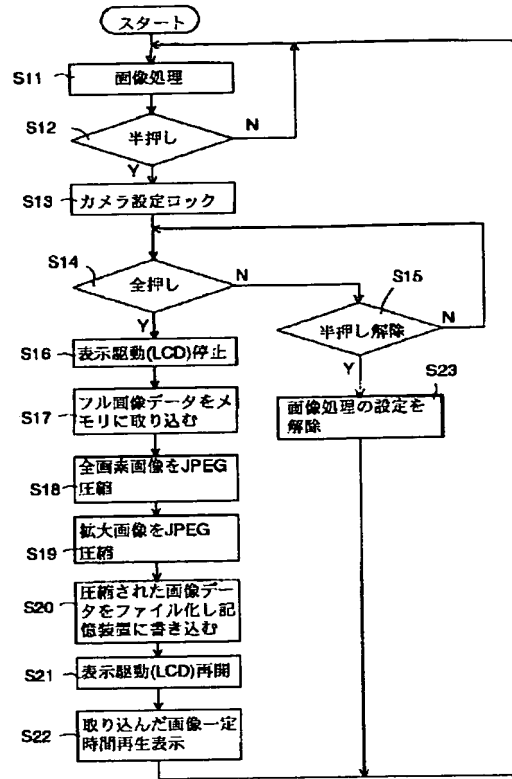 スタート
S11
画像処理
S12
半押し
N
Y
S13
カメラ設定ロック
S14
全押し
N
Y
S15
半押し解除
N
Y
S16
表示駆動(LCD)停止
S23
画像処理の設定を
解除
S17
フル画像データをメ
モリに取り込む
S18
全画素画像をJPEG
圧縮
S19
拡大画像をJPEG
圧縮
S20
圧縮された画像デー
タをファイル化し記
憶装置に書き込む
S21
表示駆動(LCD)再開
S22
取り込んだ画像一定
時間再生表示